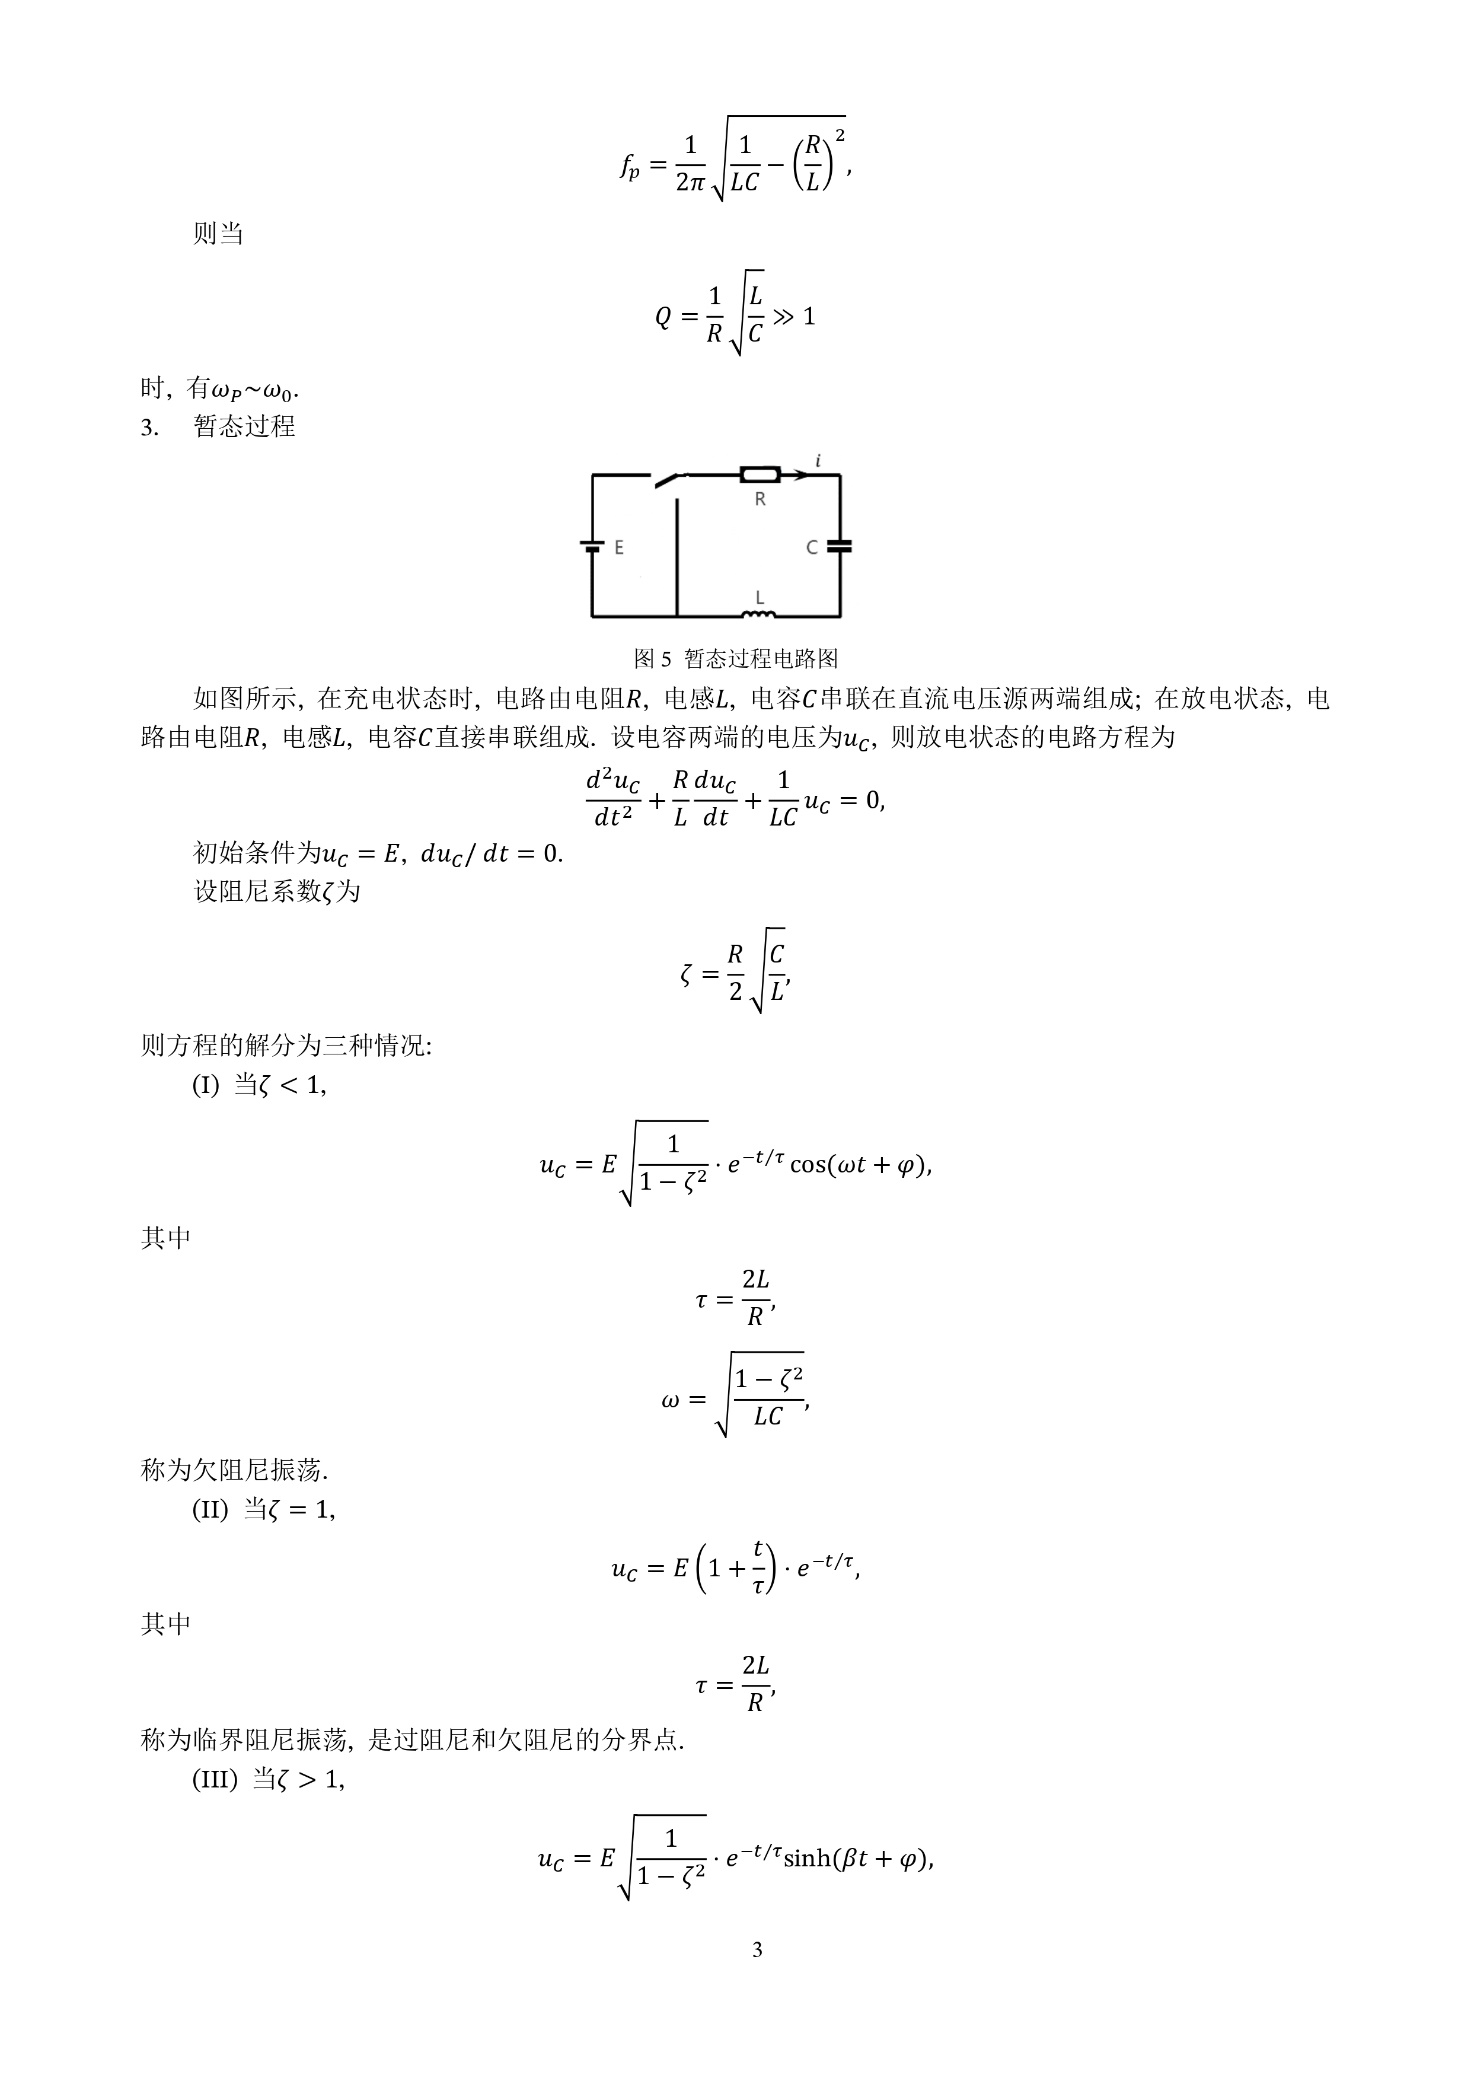 f_p = \frac{1}{2\pi}\sqrt{\frac{1}{LC} - \left(\frac{R}{L}\right)^2},
则当
Q = \frac{1}{R}\sqrt{\frac{L}{C}} ≫ 1
时, 有ω_P~ω_0.
3. 暂态过程
i
R
E
C
L
图 5 暂态过程电路图
如图所示, 在充电状态时, 电路由电阻R, 电感L, 电容C串联在直流电压源两端组成; 在放电状态, 电
路由电阻R, 电感L, 电容C直接串联组成. 设电容两端的电压为u_C, 则放电状态的电路方程为
\frac{d^2u_C}{dt^2} + \frac{R}{L}\frac{du_C}{dt} + \frac{1}{LC}u_C = 0,
初始条件为u_C = E, du_C/ dt = 0.
设阻尼系数ζ为
ζ = \frac{R}{2}\sqrt{\frac{C}{L}},
则方程的解分为三种情况:
(I) 当ζ < 1,
u_C = E\sqrt{\frac{1}{1 - ζ^2}} · e^{-t/τ} cos(ωt + φ),
其中
τ = \frac{2L}{R},
ω = \sqrt{\frac{1 - ζ^2}{LC}},
称为欠阻尼振荡.
(II) 当ζ = 1,
u_C = E\left(1 + \frac{t}{τ}\right) · e^{-t/τ},
其中
τ = \frac{2L}{R},
称为临界阻尼振荡, 是过阻尼和欠阻尼的分界点.
(III) 当ζ > 1,
u_C = E\sqrt{\frac{1}{1 - ζ^2}} · e^{-t/τ}sinh(βt + φ),
3